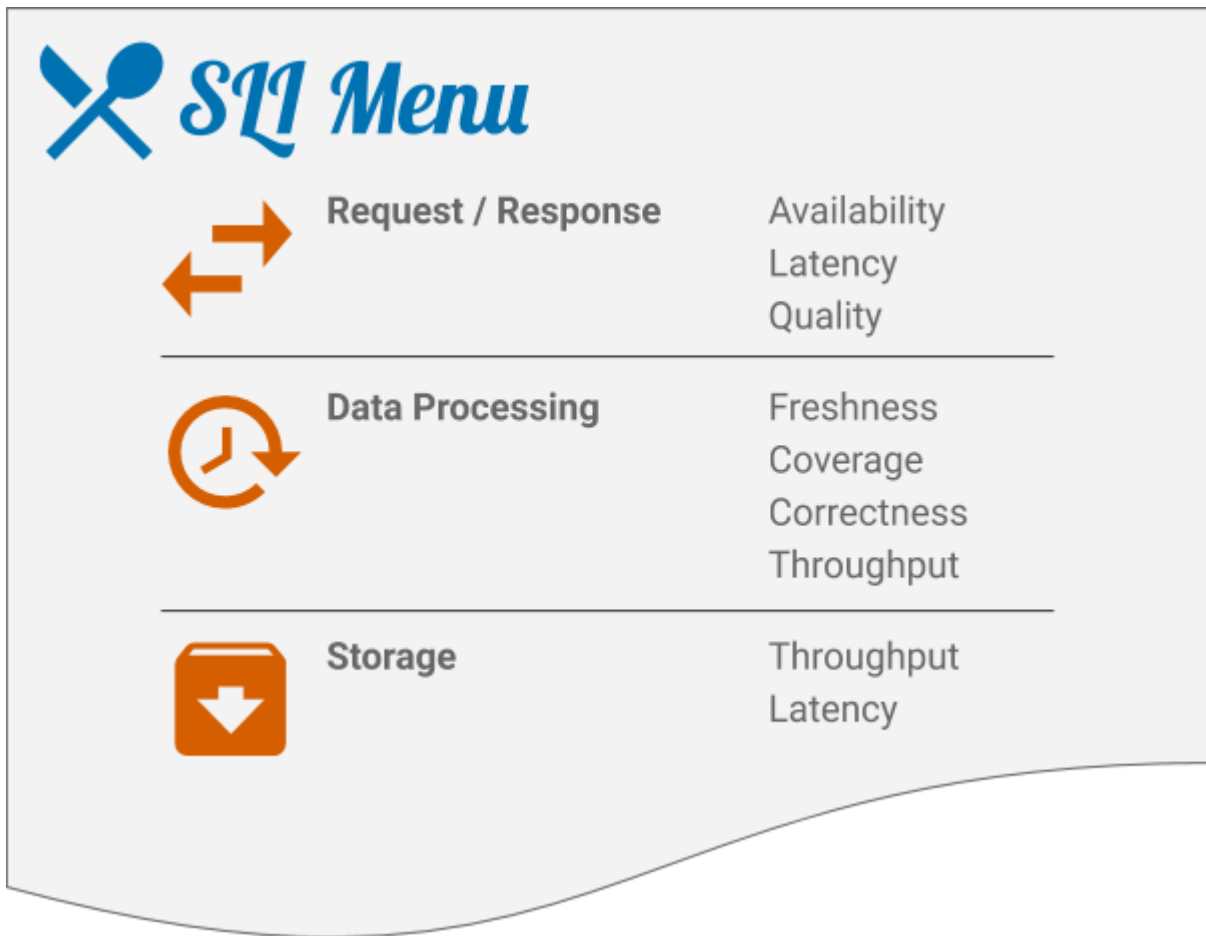 SLI Menu
Request / Response
Availability
Latency
Quality
Data Processing
Freshness
Coverage
Correctness
Throughput
Storage
Throughput
Latency